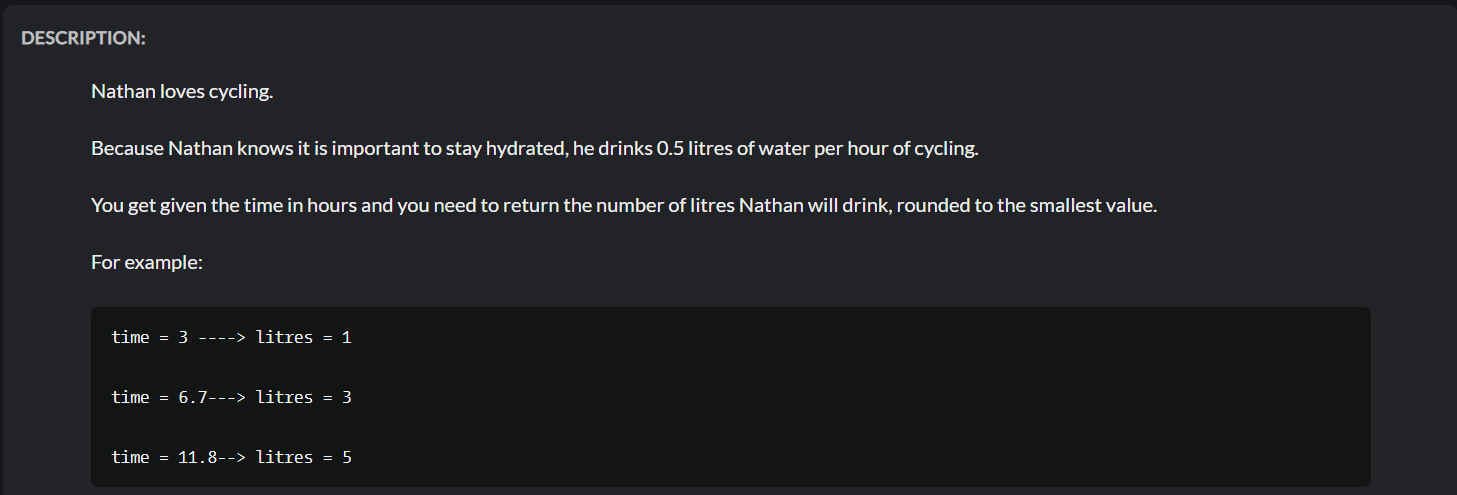 DESCRIPTION:
Nathan loves cycling.
Because Nathan knows it is important to stay hydrated, he drinks 0.5 litres of water per hour of cycling.
You get given the time in hours and you need to return the number of litres Nathan will drink, rounded to the smallest value.
For example:
time = 3 ----> litres = 1
time = 6.7---> litres = 3
time = 11.8--> litres = 5